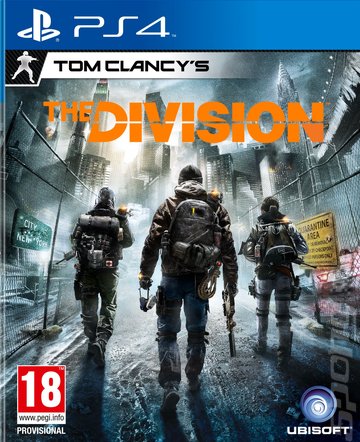 PS4
TOM CLANCY'S
THE DIVISION
CITY OF
NEW YORK
QUARANTINE
AREA
18
www.pegi.info
PROVISIONAL
UBISOFT